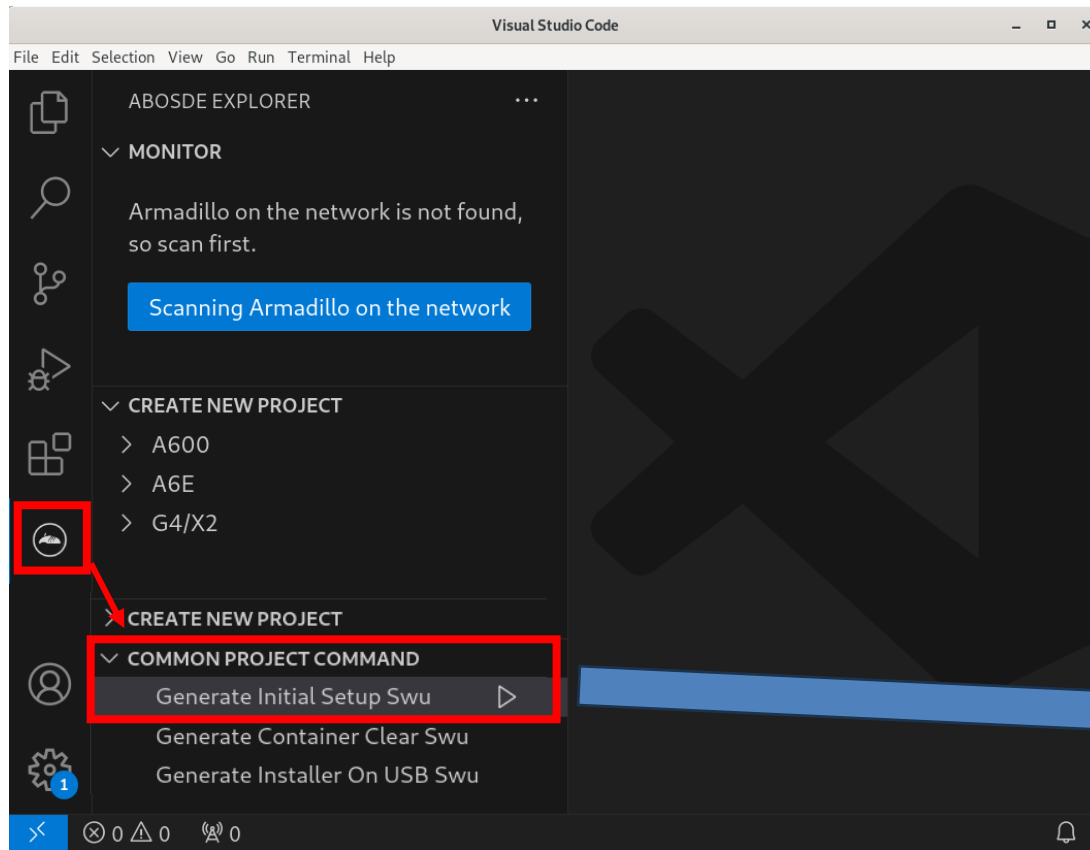 Visual Studio Code
File Edit Selection View Go Run Terminal Help
ABOSDE EXPLORER
MONITOR
Armadillo on the network is not found,
so scan first.
Scanning Armadillo on the network
CREATE NEW PROJECT
A600
A6E
G4/X2
CREATE NEW PROJECT
COMMON PROJECT COMMAND
Generate Initial Setup Swu
Generate Container Clear Swu
Generate Installer On USB Swu
1
0 0 0